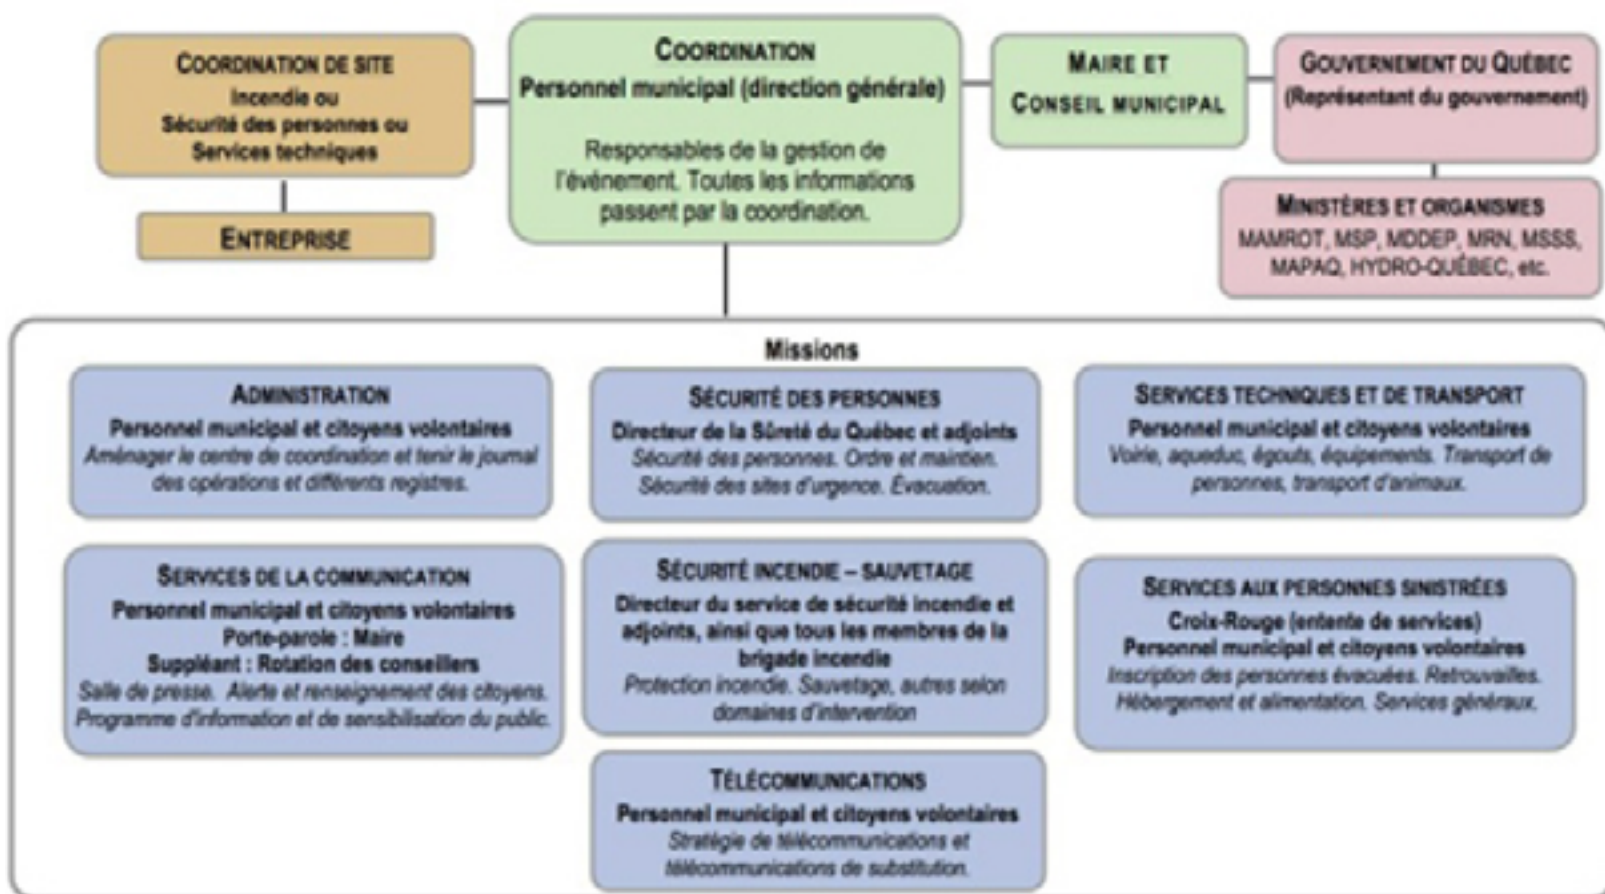 COORDINATION DE SITE
Incendie ou
Sécurité des personnes ou
Services techniques
ENTREPRISE
COORDINATION
Personnel municipal (direction générale)
Responsables de la gestion de
l'événement. Toutes les informations
passent par la coordination.
MAIRE ET
CONSEIL MUNICIPAL
GOUVERNEMENT DU QUÉBEC
(Représentant du gouvernement)
MINISTÈRES ET ORGANISMES
MAMROT, MSP, MDDEP, MRN, MSSS,
MAPAQ, HYDRO-QUÉBEC, etc.
Missions
ADMINISTRATION
Personnel municipal et citoyens volontaires
Aménager le centre de coordination et tenir le journal
des opérations et différents registres.
SÉCURITÉ DES PERSONNES
Directeur de la Sûreté du Québec et adjoints
Sécurité des personnes. Ordre et maintien.
Sécurité des sites d'urgence. Évacuation.
SERVICES TECHNIQUES ET DE TRANSPORT
Personnel municipal et citoyens volontaires
Voirie, aqueduc, égouts, équipements. Transport de
personnes, transport d'animaux.
SERVICES DE LA COMMUNICATION
Personnel municipal et citoyens volontaires
Porte-parole : Maire
Suppléant : Rotation des conseillers
Salle de presse. Alerte et renseignement des citoyens.
Programme d'information et de sensibilisation du public.
SÉCURITÉ INCENDIE – SAUVETAGE
Directeur du service de sécurité incendie et
adjoints, ainsi que tous les membres de la
brigade incendie
Protection incendie. Sauvetage, autres selon
domaines d'intervention
SERVICES AUX PERSONNES SINISTRÉES
Croix-Rouge (entente de services)
Personnel municipal et citoyens volontaires
Inscription des personnes évacuées. Retrouvailles.
Hébergement et alimentation. Services généraux.
TÉLÉCOMMUNICATIONS
Personnel municipal et citoyens volontaires
Stratégie de télécommunications et
télécommunications de substitution.